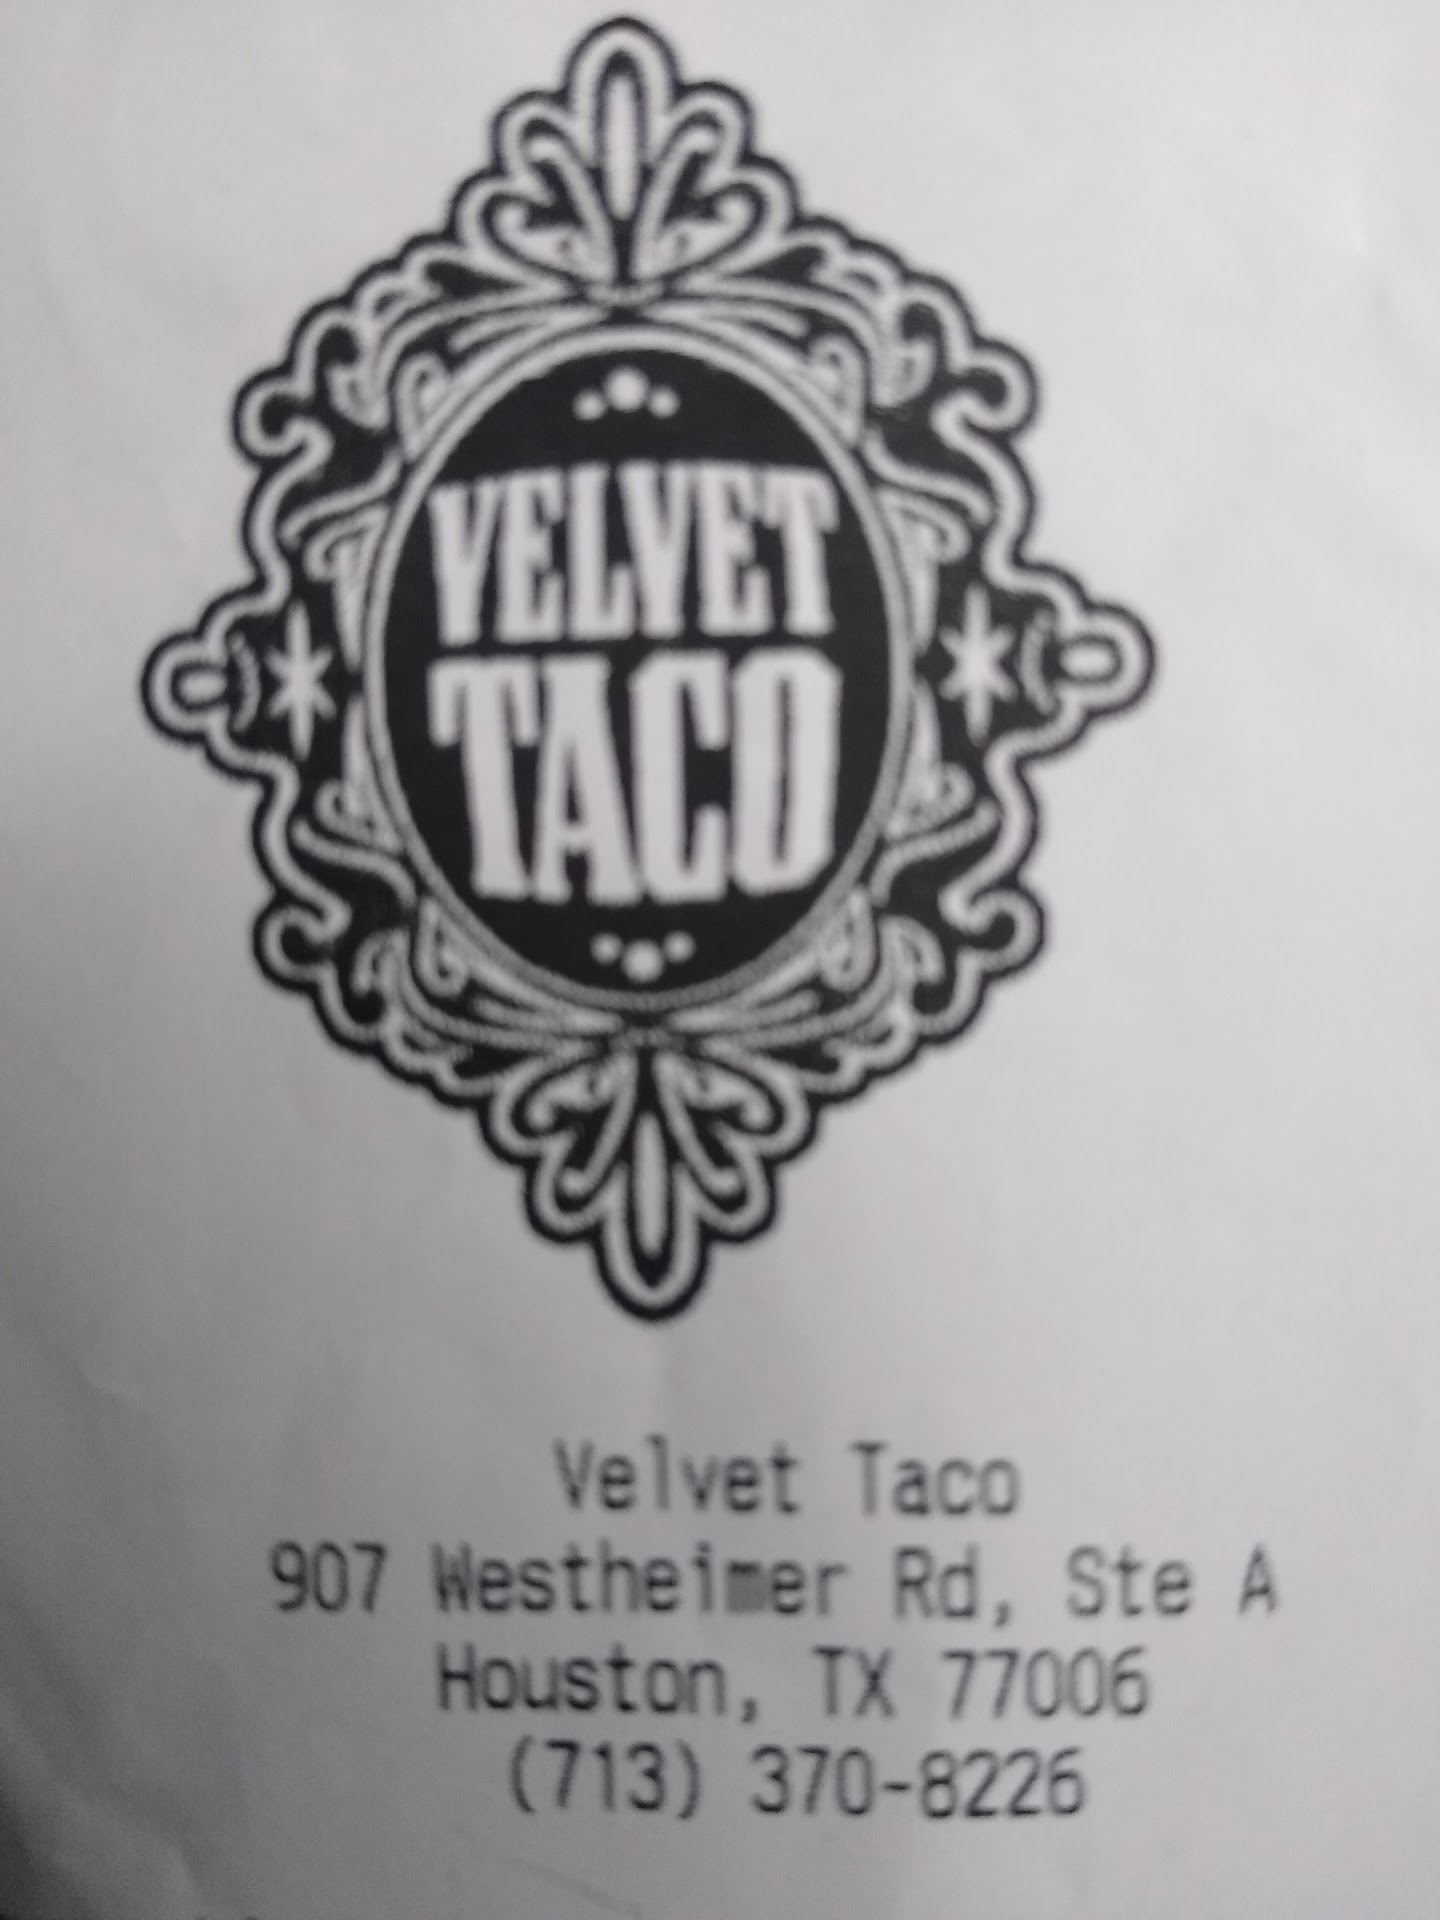 VELVET
TACO
Velvet Taco
907 Westheimer Rd, Ste A
Houston, TX 77006
(713) 370-8226